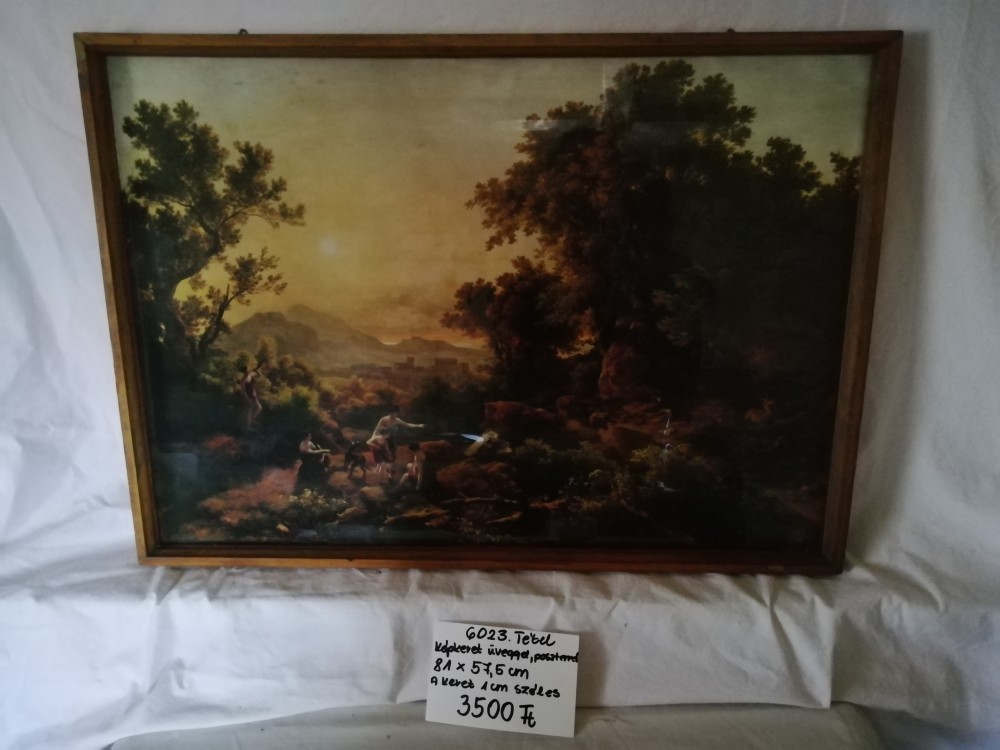 6023. Tétel
Képkeret üveggel, poszterrel
81 x 57,5 cm
A keret 1 cm széles
3500 Ft